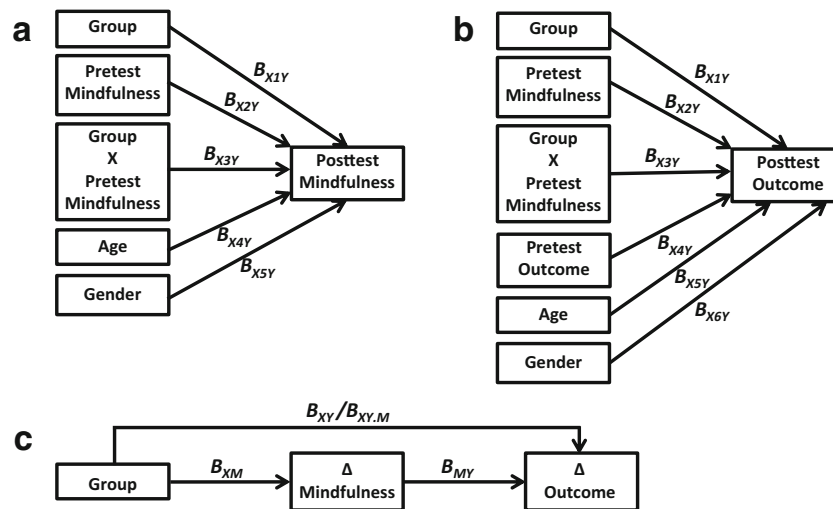 a
Group
B_X1Y
Pretest
Mindfulness
B_X2Y
Group
X
Pretest
Mindfulness
B_X3Y
Posttest
Mindfulness
Age
B_X4Y
Gender
B_X5Y
b
Group
B_X1Y
Pretest
Mindfulness
B_X2Y
Group
X
Pretest
Mindfulness
B_X3Y
Posttest
Outcome
Pretest
Outcome
B_X4Y
Age
B_X5Y
Gender
B_X6Y
c
B_XY/B_XY.M
Group
B_XM
Δ
Mindfulness
B_MY
Δ
Outcome